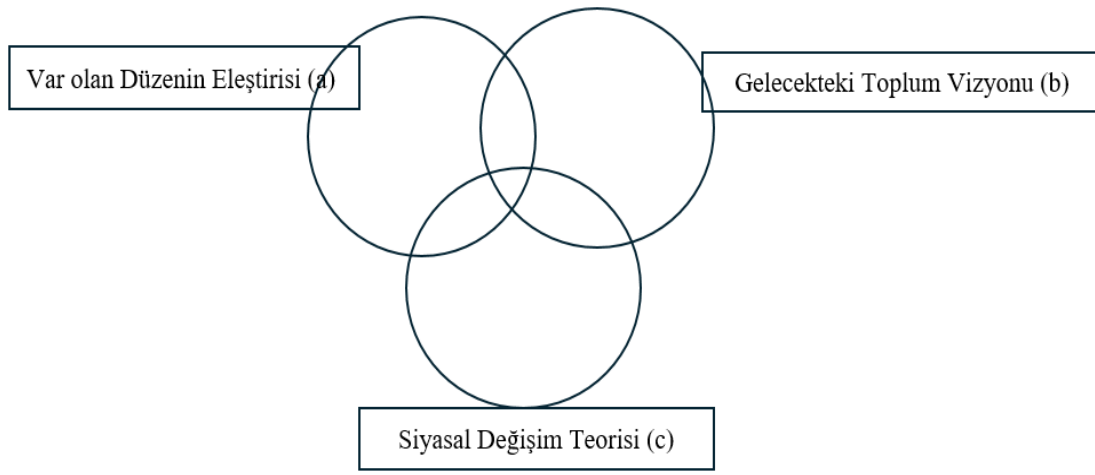 Var olan Düzenin Eleştirisi (a)
Gelecekteki Toplum Vizyonu (b)
Siyasal Değişim Teorisi (c)